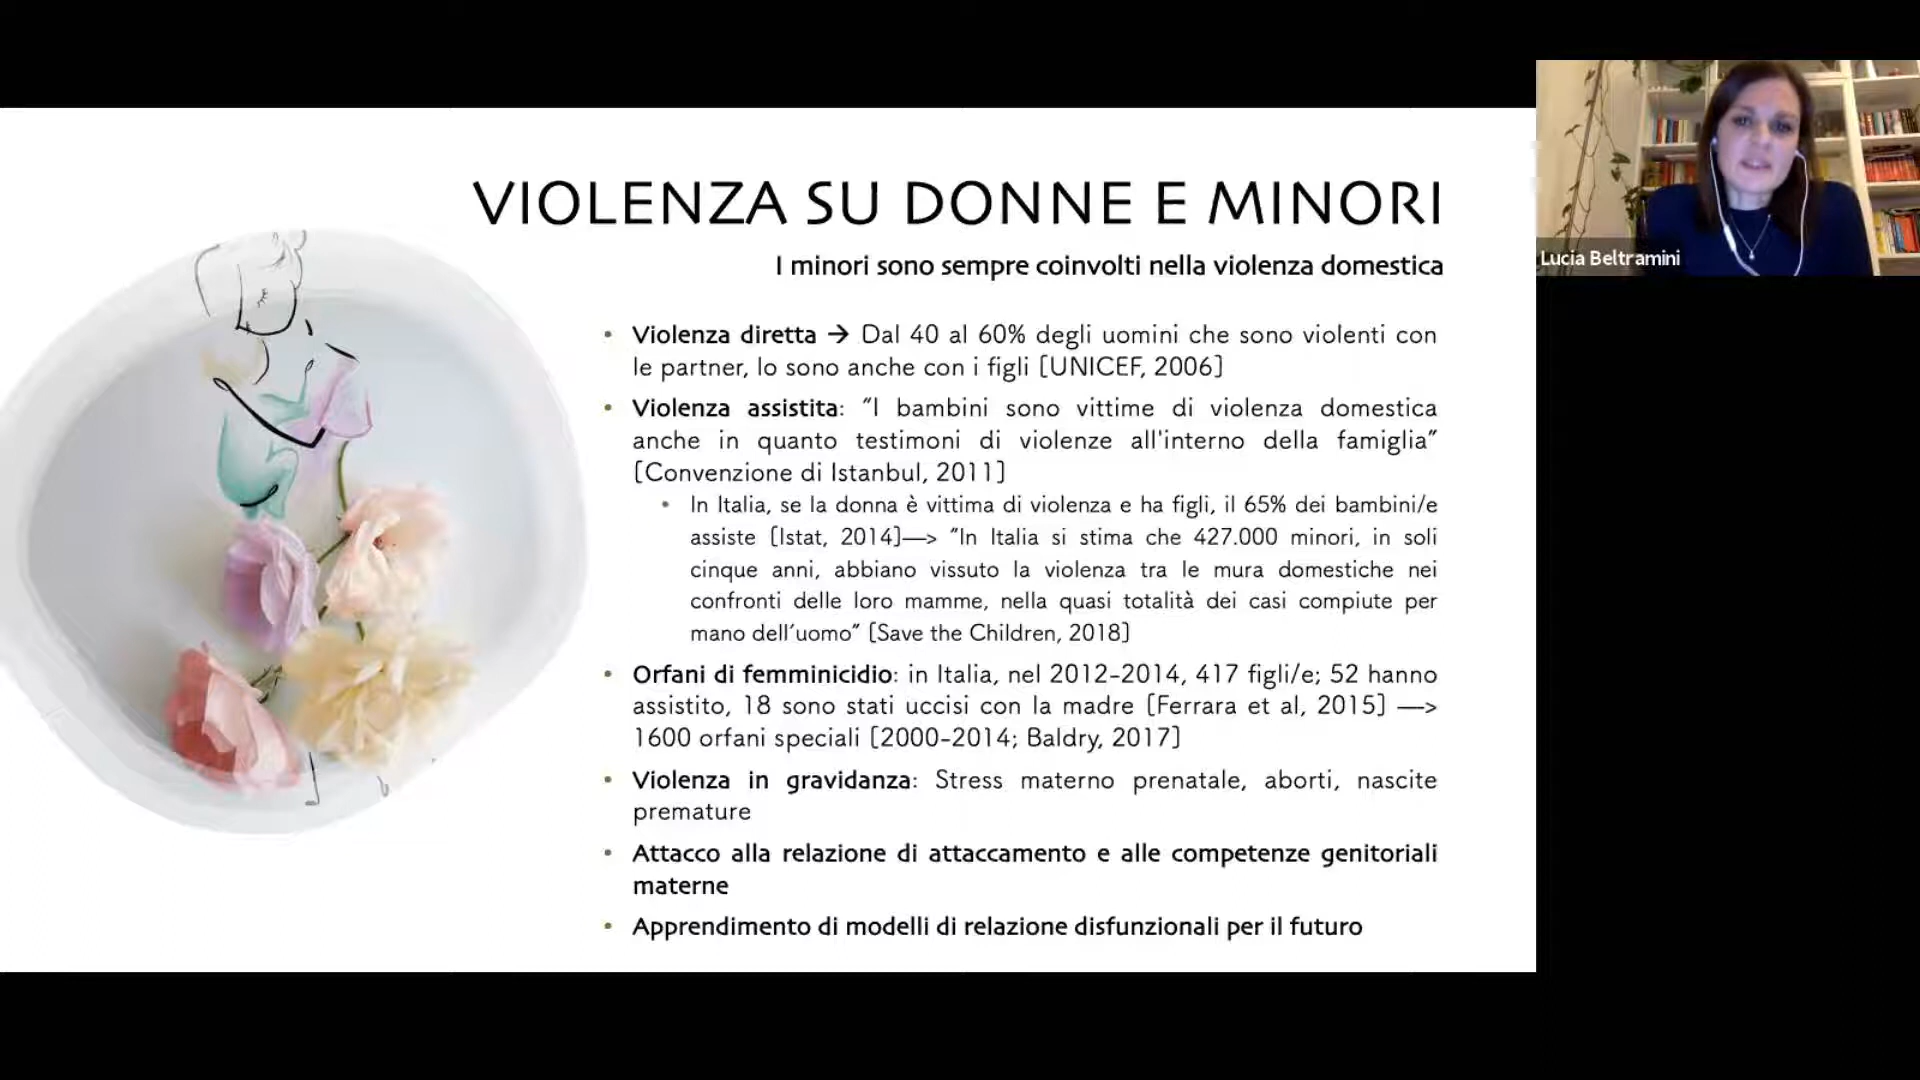 VIOLENZA SU DONNE E MINORI
I minori sono sempre coinvolti nella violenza domestica
• Violenza diretta → Dal 40 al 60% degli uomini che sono violenti con
le partner, lo sono anche con i figli [UNICEF, 2006]
• Violenza assistita: "I bambini sono vittime di violenza domestica
anche in quanto testimoni di violenze all'interno della famiglia"
[Convenzione di Istanbul, 2011]
• In Italia, se la donna è vittima di violenza e ha figli, il 65% dei bambini/e
assiste [Istat, 2014]—> "In Italia si stima che 427.000 minori, in soli
cinque anni, abbiano vissuto la violenza tra le mura domestiche nei
confronti delle loro mamme, nella quasi totalità dei casi compiute per
mano dell'uomo" [Save the Children, 2018]
• Orfani di femminicidio: in Italia, nel 2012-2014, 417 figli/e; 52 hanno
assistito, 18 sono stati uccisi con la madre [Ferrara et al, 2015] —>
1600 orfani speciali [2000-2014; Baldry, 2017]
• Violenza in gravidanza: Stress materno prenatale, aborti, nascite
premature
• Attacco alla relazione di attaccamento e alle competenze genitoriali
materne
• Apprendimento di modelli di relazione disfunzionali per il futuro
Lucia Beltramini